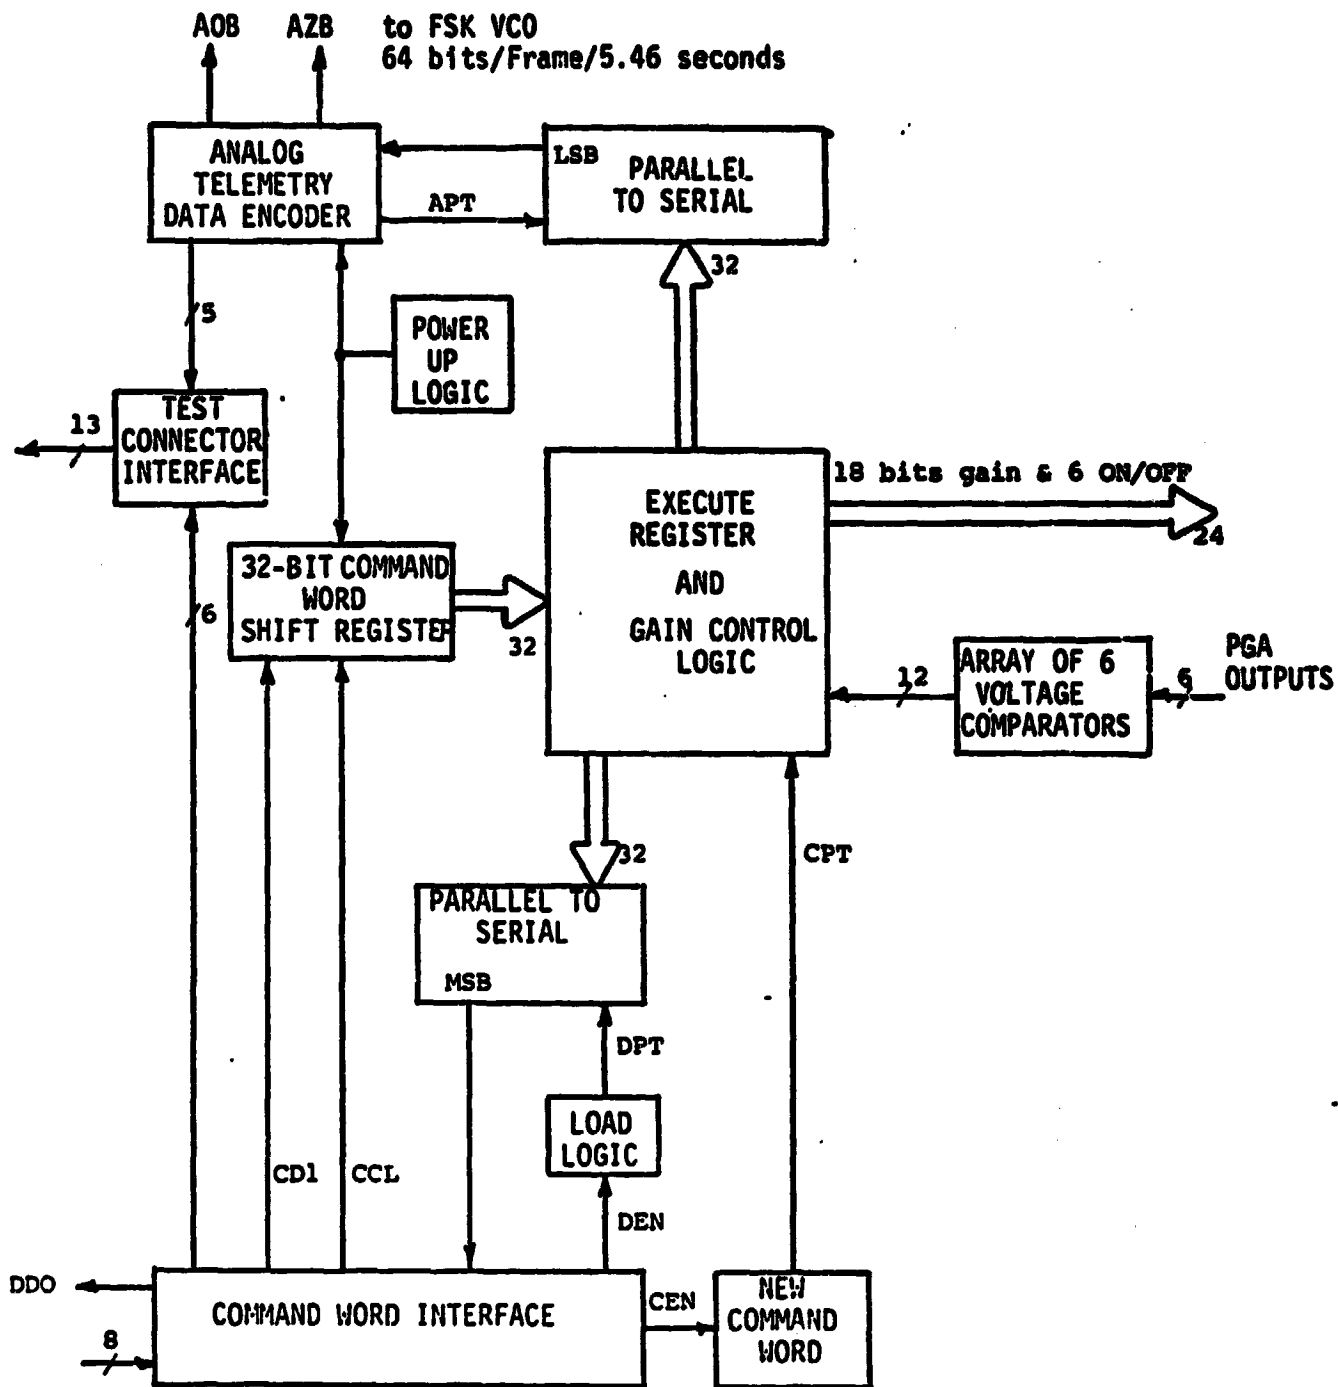 AOB AZB to FSK VCO
64 bits/Frame/5.46 seconds
ANALOG
TELEMETRY
DATA ENCODER
LSB
PARALLEL
TO SERIAL
APT
32
5
POWER
UP
LOGIC
TEST
CONNECTOR
INTERFACE
13
18 bits gain & 6 ON/OFF
24
EXECUTE
REGISTER
AND
GAIN CONTROL
LOGIC
32-BIT COMMAND
WORD
SHIFT REGISTER
32
6
12
ARRAY OF 6
VOLTAGE
COMPARATORS
6
PGA
OUTPUTS
32
CPT
PARALLEL TO
SERIAL
MSB
DPT
LOAD
LOGIC
CD1
CCL
DEN
DDO
8
COMMAND WORD INTERFACE
CEN
NEW
COMMAND
WORD